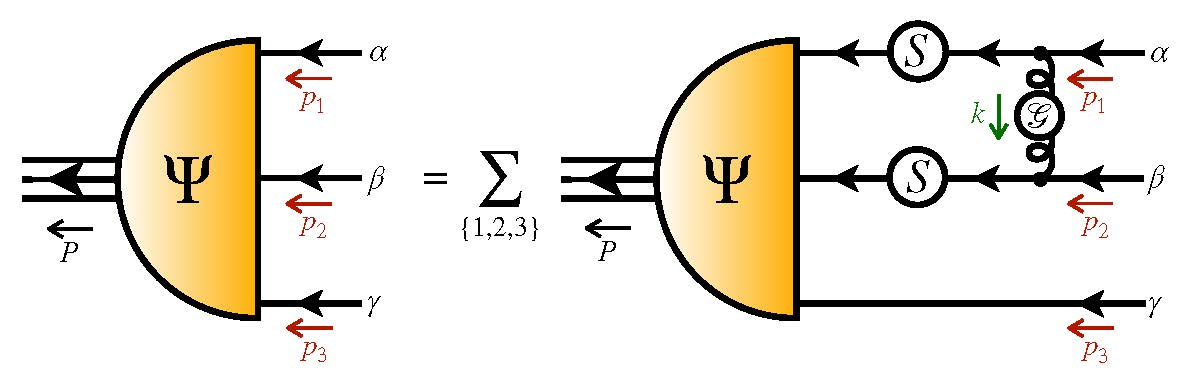 α
p₁
Ψ
β
p₂
P
γ
p₃
= ∑
{1,2,3}
S
α
p₁
k
𝒢
Ψ
S
β
p₂
P
γ
p₃